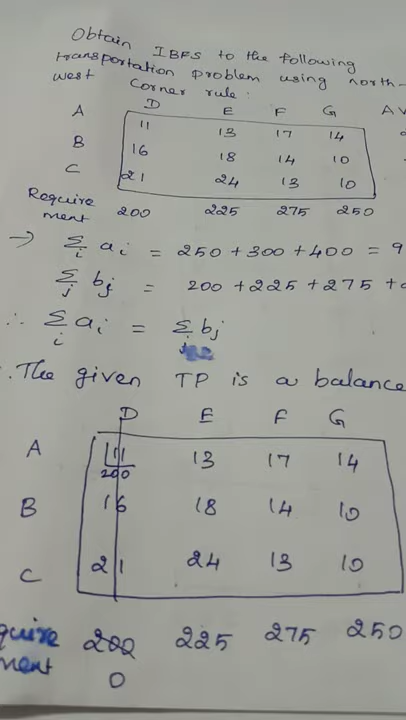 Obtain IBFS to the following
transportation problem using north-
west corner rule:
D E F G
A 11 13 17 14
B 16 18 14 10
C 21 24 13 10
Require
ment 200 225 275 250
→ Σ ai = 250 + 300 + 400 = 9
i
Σ bj = 200 + 225 + 275 +
j
∴ Σ ai = Σ bj
i
The given TP is a balance
D E F G
A 11 13 17 14
200
B 16 18 14 10
C 21 24 13 10
quire 200 225 275 250
ment 0